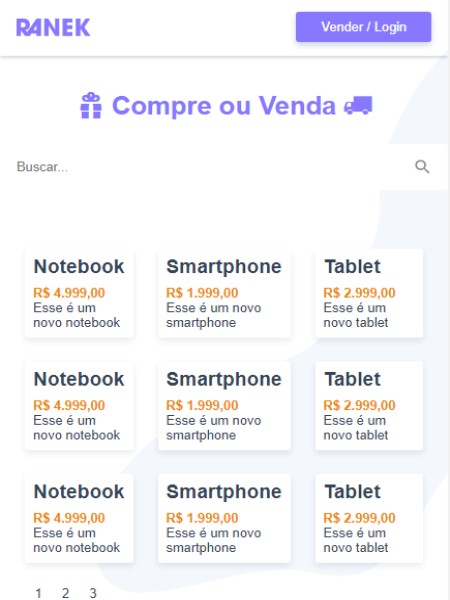 RANEK
Vender / Login
Compre ou Venda
Buscar...
Notebook
R$ 4.999,00
Esse é um
novo notebook
Smartphone
R$ 1.999,00
Esse é um novo
smartphone
Tablet
R$ 2.999,00
Esse é um
novo tablet
Notebook
R$ 4.999,00
Esse é um
novo notebook
Smartphone
R$ 1.999,00
Esse é um novo
smartphone
Tablet
R$ 2.999,00
Esse é um
novo tablet
Notebook
R$ 4.999,00
Esse é um
novo notebook
Smartphone
R$ 1.999,00
Esse é um novo
smartphone
Tablet
R$ 2.999,00
Esse é um
novo tablet
1 2 3